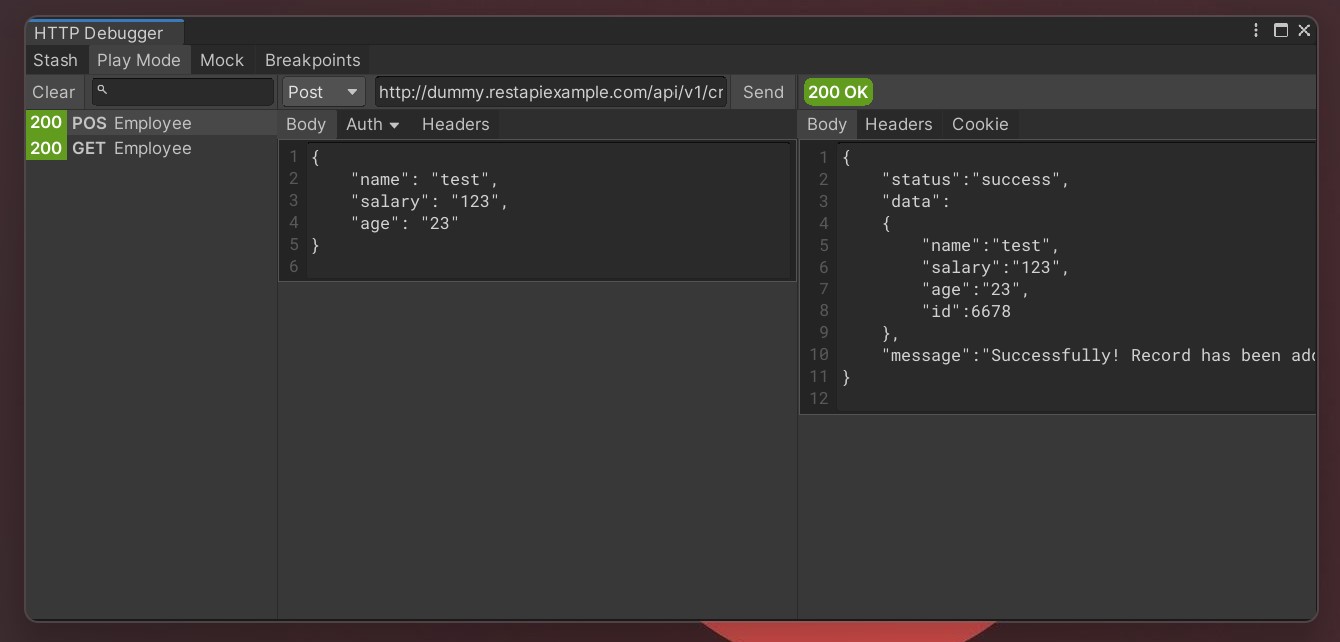 HTTP Debugger
Stash Play Mode Mock Breakpoints
Clear Post http://dummy.restapiexample.com/api/v1/cr Send 200 OK
200 POS Employee
200 GET Employee
Body Auth Headers
1 {
2 "name": "test",
3 "salary": "123",
4 "age": "23"
5 }
6
Body Headers Cookie
1 {
2 "status":"success",
3 "data":
4 {
5 "name":"test",
6 "salary":"123",
7 "age":"23",
8 "id":6678
9 },
10 "message":"Successfully! Record has been add
11 }
12